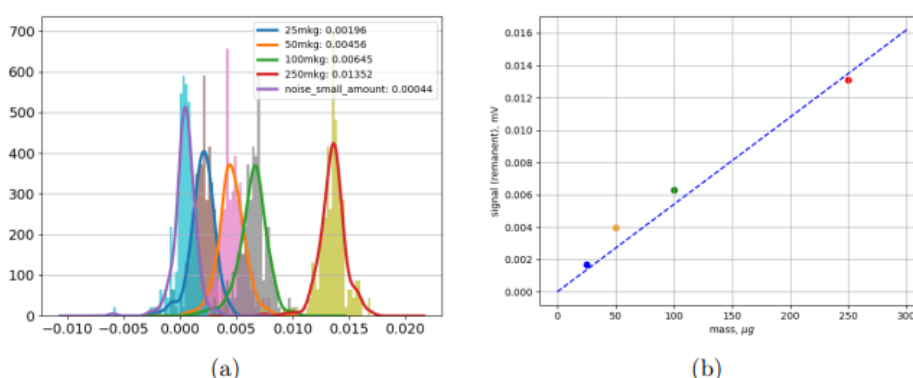 700
600
500
400
300
200
100
0
25mkg: 0.00196
50mkg: 0.00456
100mkg: 0.00645
250mkg: 0.01352
noise_small_amount: 0.00044
−0.010 −0.005 0.000 0.005 0.010 0.015 0.020
(a)
signal (remanent), mV
0.016
0.014
0.012
0.010
0.008
0.006
0.004
0.002
0.000
0 50 100 150 200 250 300
mass, μg
(b)